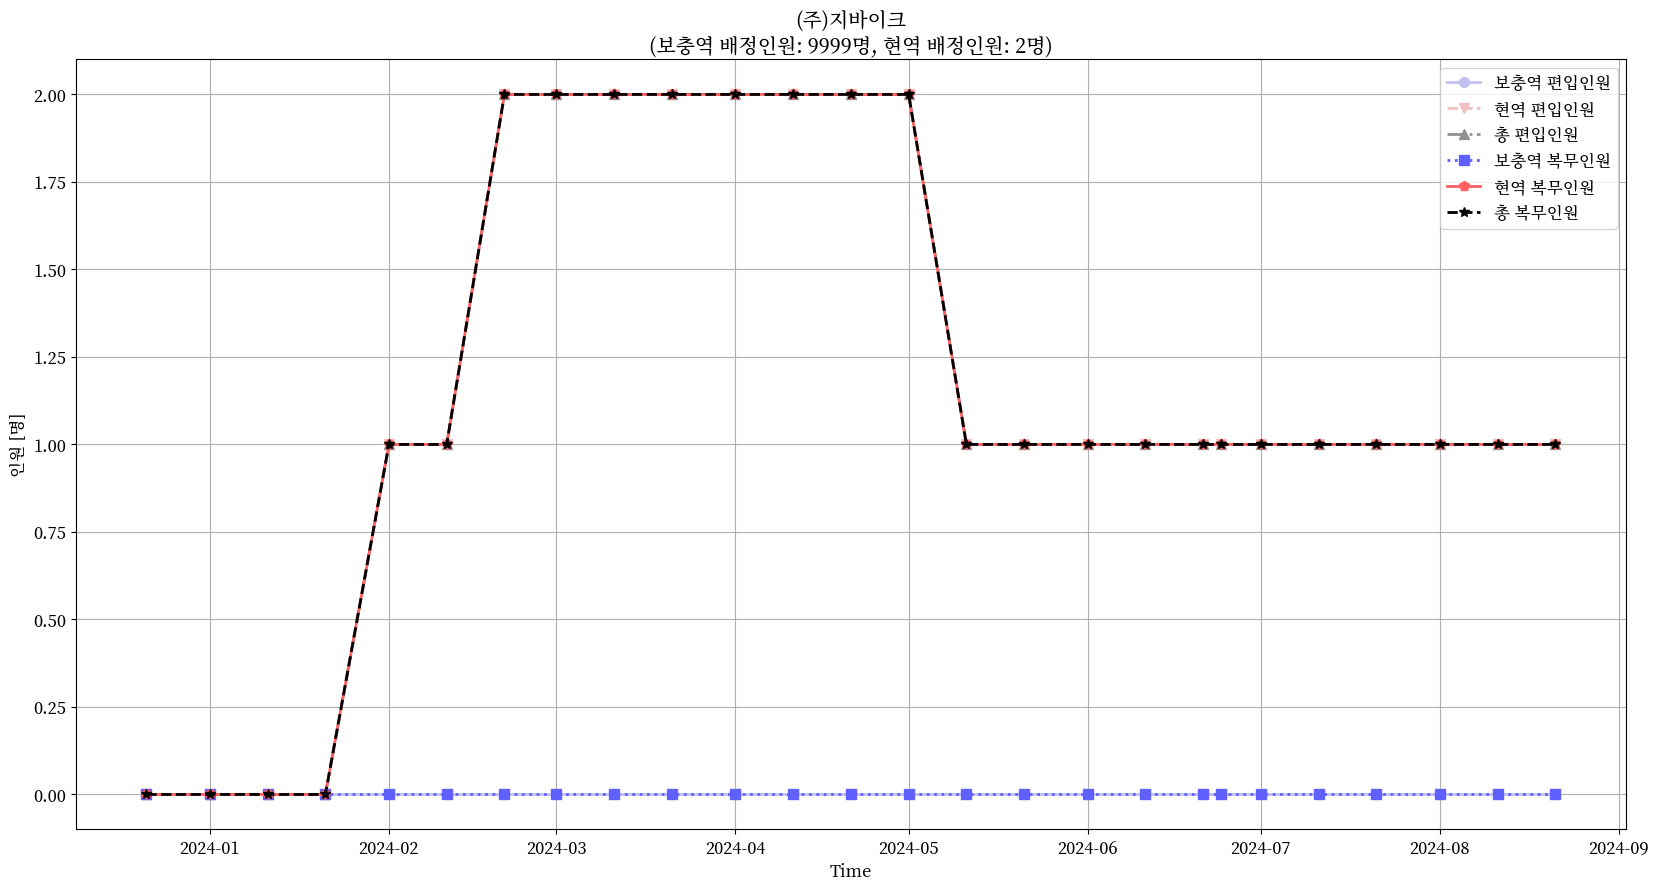 (주)지바이크
(보충역 배정인원: 9999명, 현역 배정인원: 2명)
보충역 편입인원
현역 편입인원
총 편입인원
보충역 복무인원
현역 복무인원
총 복무인원
인원 [명]
2.00
1.75
1.50
1.25
1.00
0.75
0.50
0.25
0.00
2024-01
2024-02
2024-03
2024-04
2024-05
2024-06
2024-07
2024-08
2024-09
Time